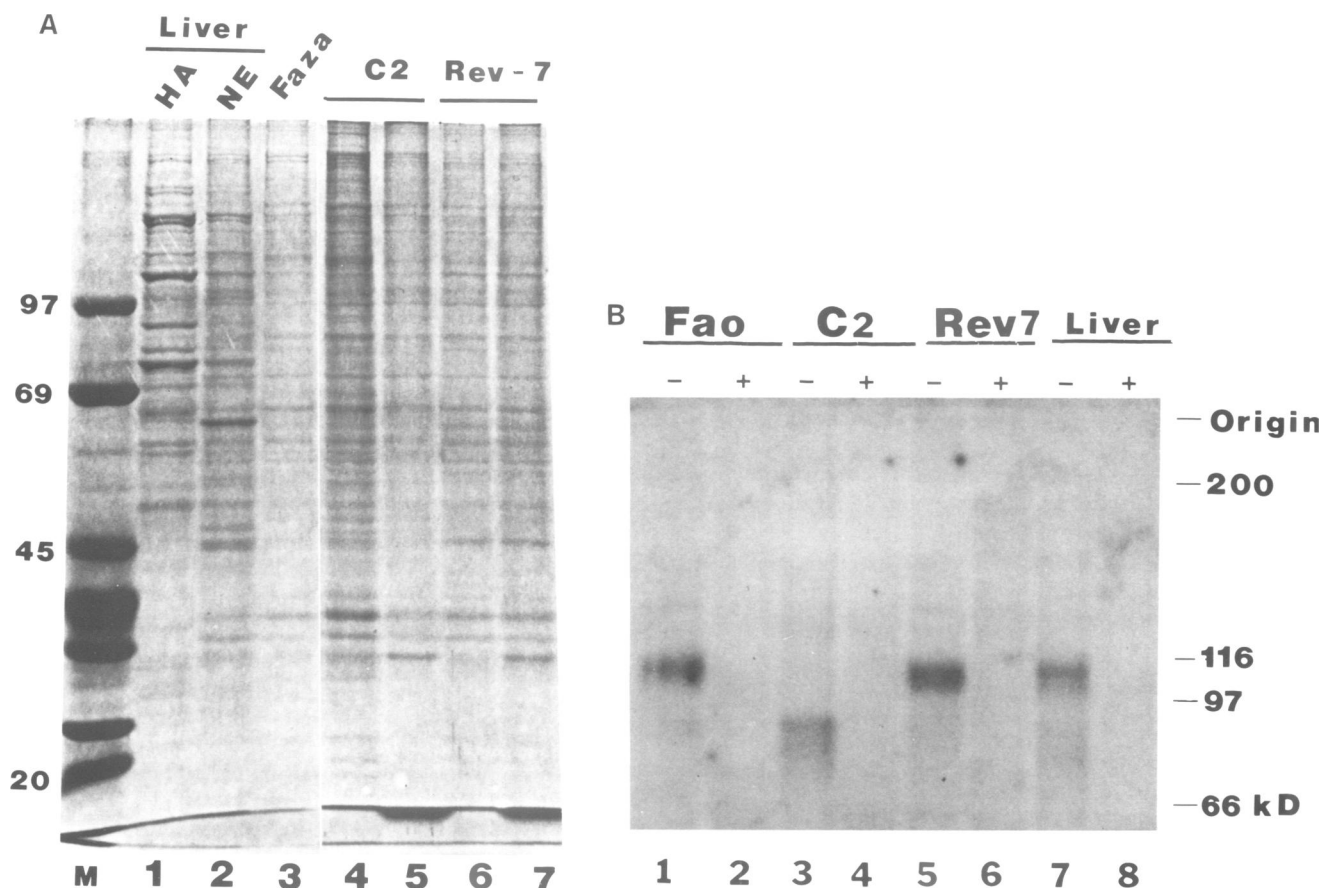 A
Liver
HA NE Faza C2 Rev - 7
97
69
45
20
M 1 2 3 4 5 6 7
B
Fao C2 Rev7 Liver
- + - + - + - +
Origin
200
116
97
66 kD
1 2 3 4 5 6 7 8